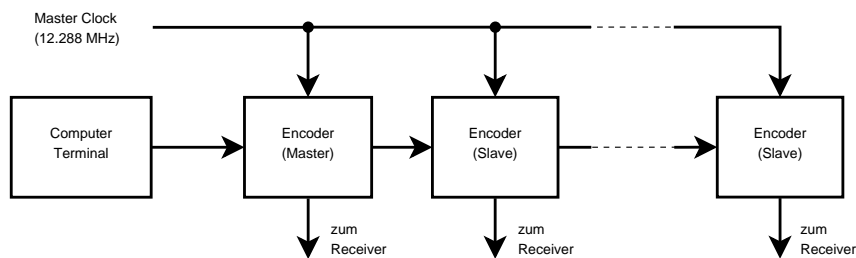 Master Clock
(12.288 MHz)
Computer
Terminal
Encoder
(Master)
Encoder
(Slave)
Encoder
(Slave)
zum
Receiver
zum
Receiver
zum
Receiver